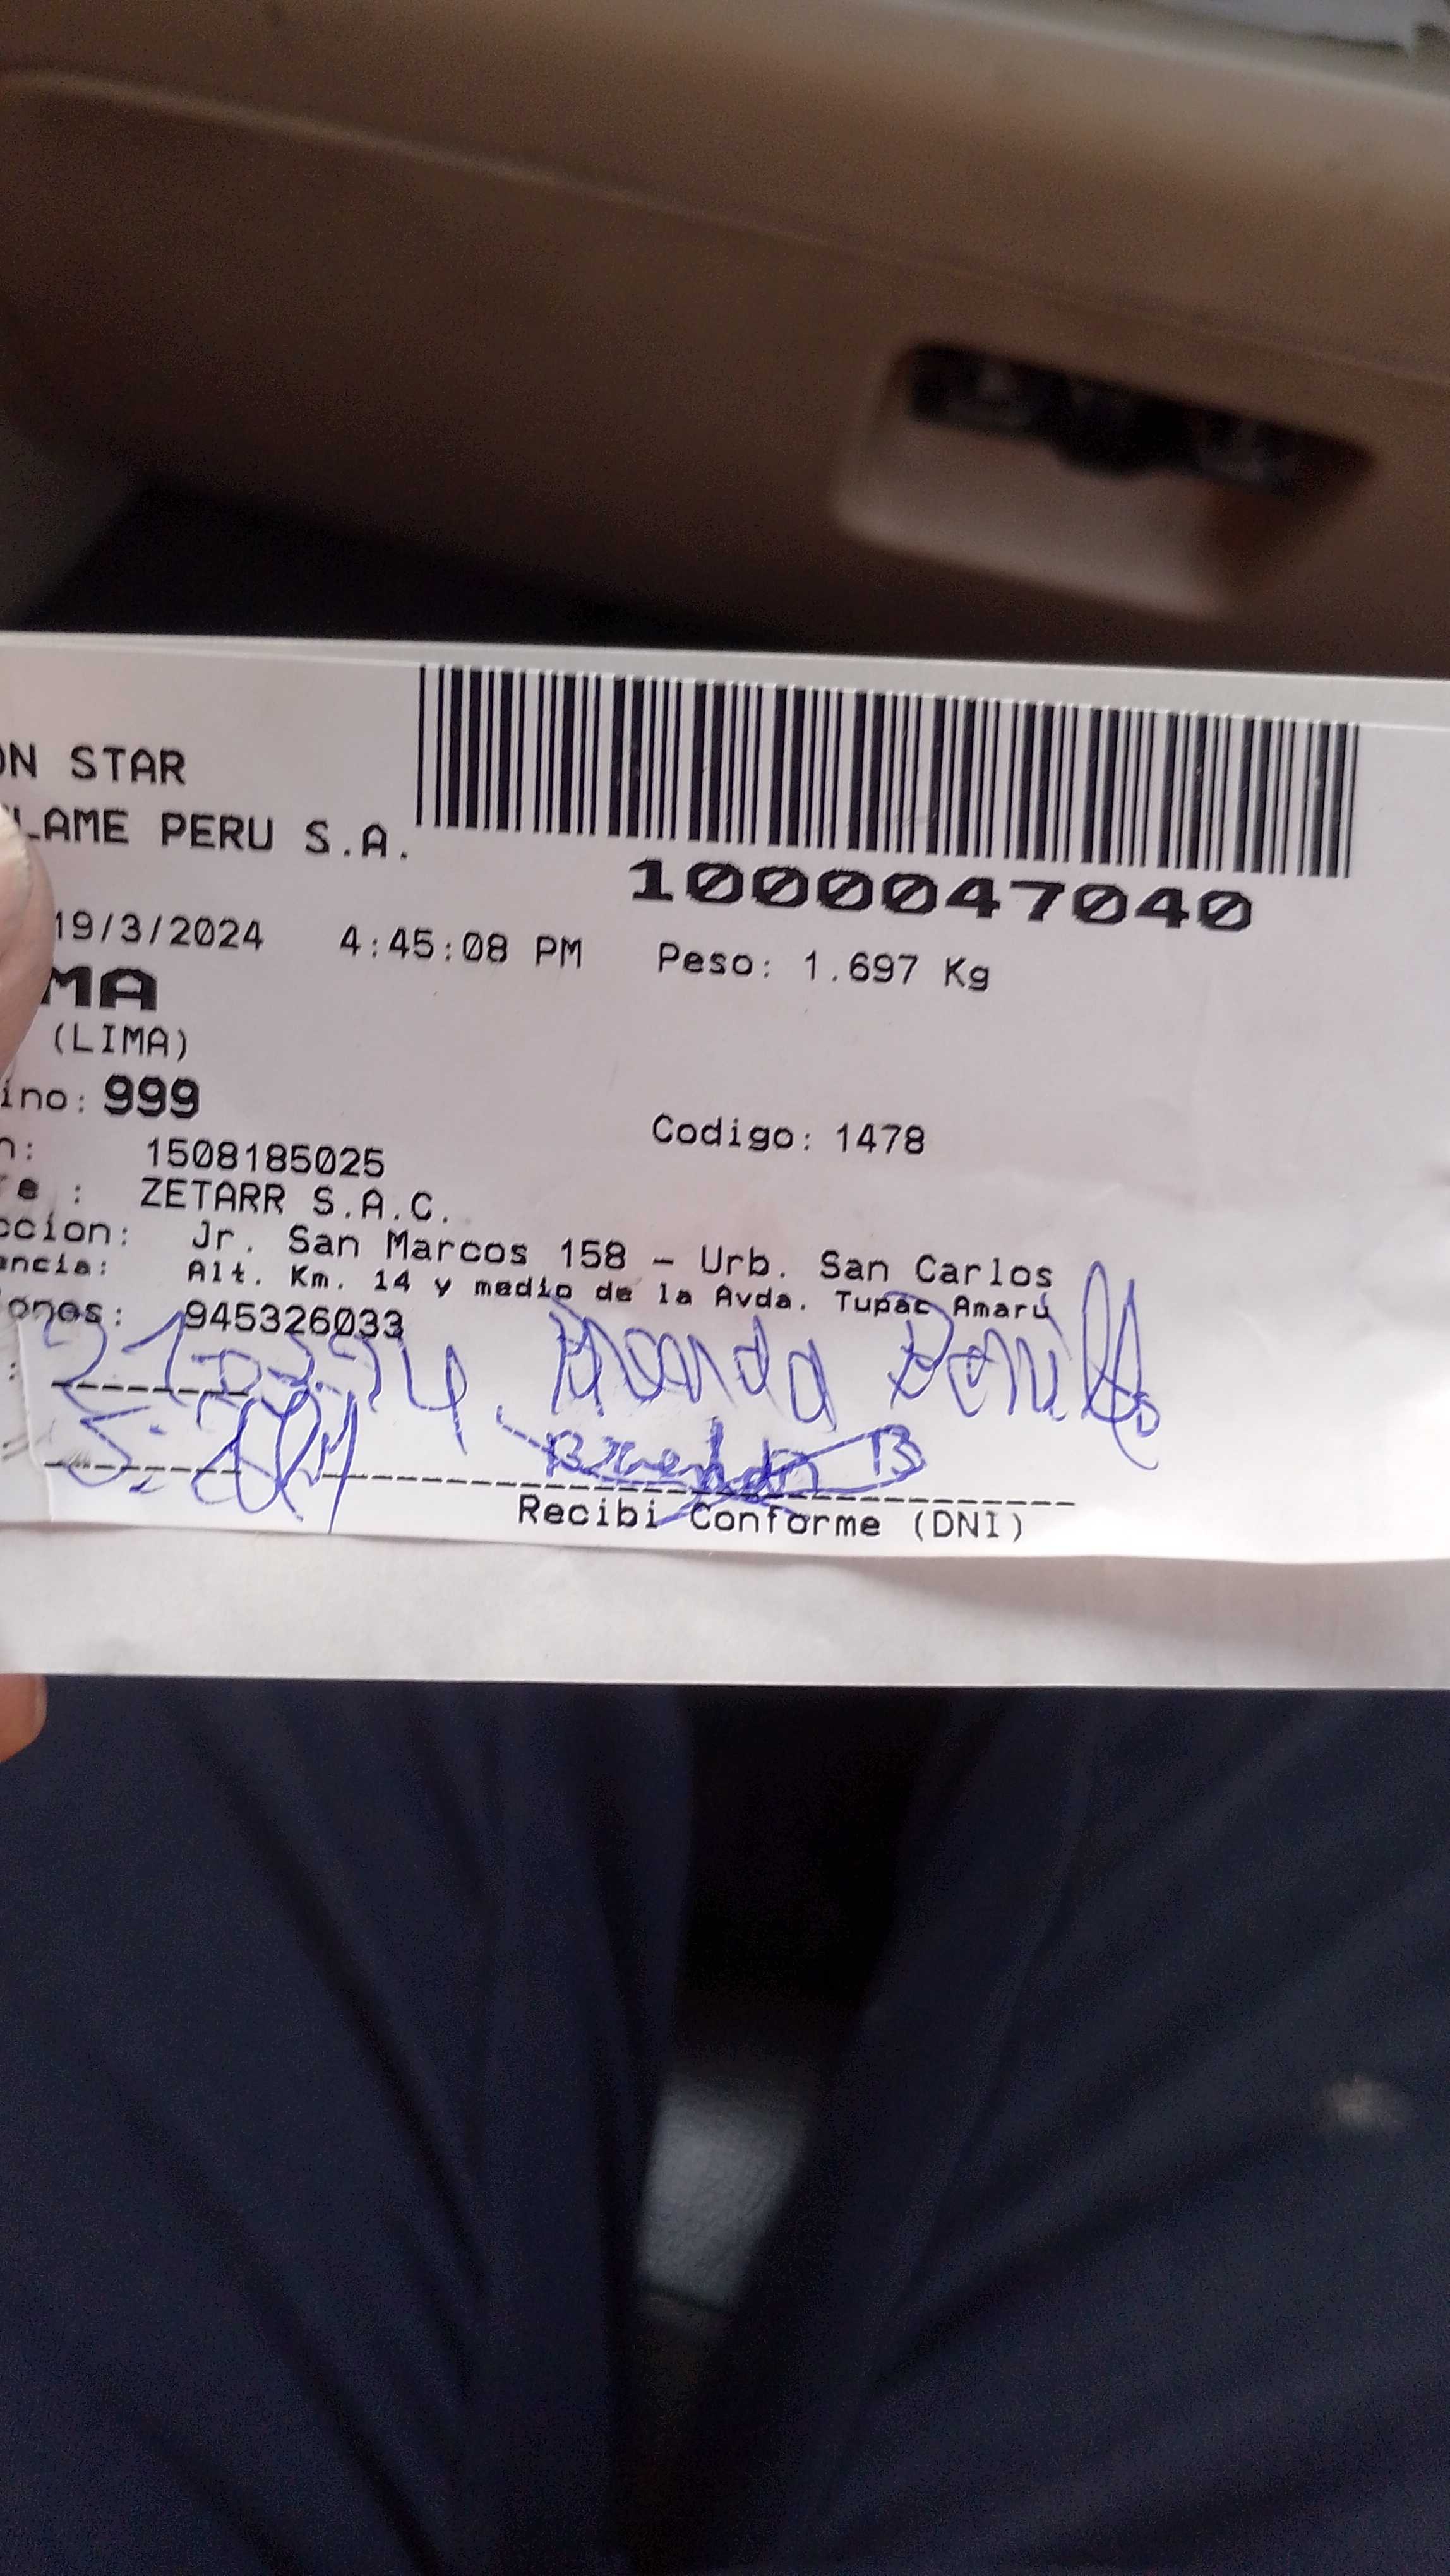 ON STAR
LAME PERU S.A.
1000047040
19/3/2024 4:45:08 PM Peso: 1.697 Kg
MA
(LIMA)
ino: 999
Codigo: 1478
n: 1508185025
re : ZETARR S.A.C.
ccion: Jr. San Marcos 158 - Urb. San Carlos
encia: Alt. Km. 14 y medio de la Avda. Tupac Amarú
onos: 945326033
Recibi Conforme (DNI)